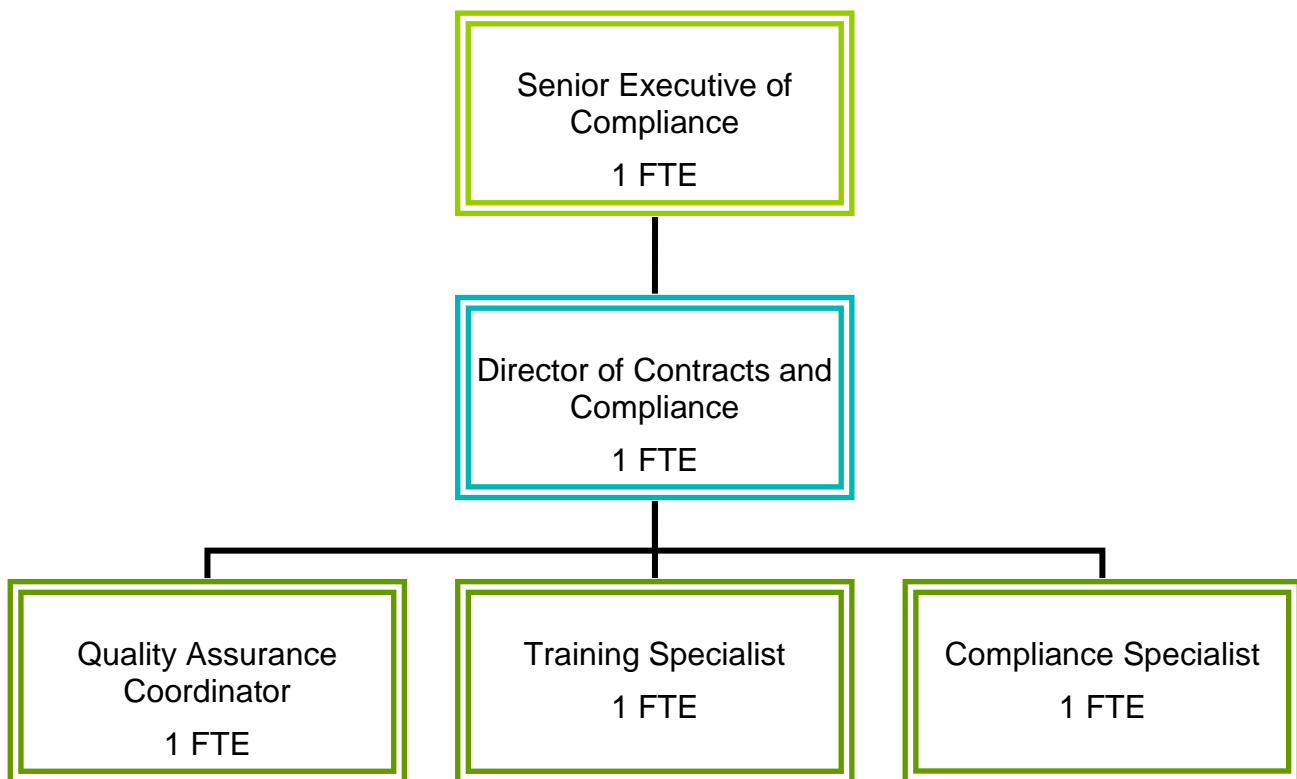 Senior Executive of
Compliance
1 FTE
Director of Contracts and
Compliance
1 FTE
Quality Assurance
Coordinator
1 FTE
Training Specialist
1 FTE
Compliance Specialist
1 FTE